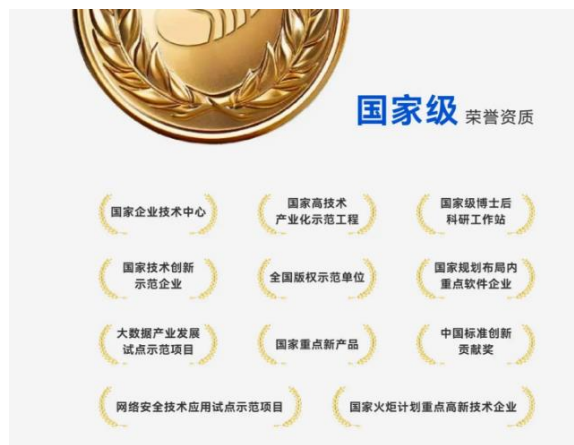 国家级 荣誉资质
国家企业技术中心
国家高技术
产业化示范工程
国家级博士后
科研工作站
国家技术创新
示范企业
全国版权示范单位
国家规划布局内
重点软件企业
大数据产业发展
试点示范项目
国家重点新产品
中国标准创新
贡献奖
网络安全技术应用试点示范项目
国家火炬计划重点高新技术企业